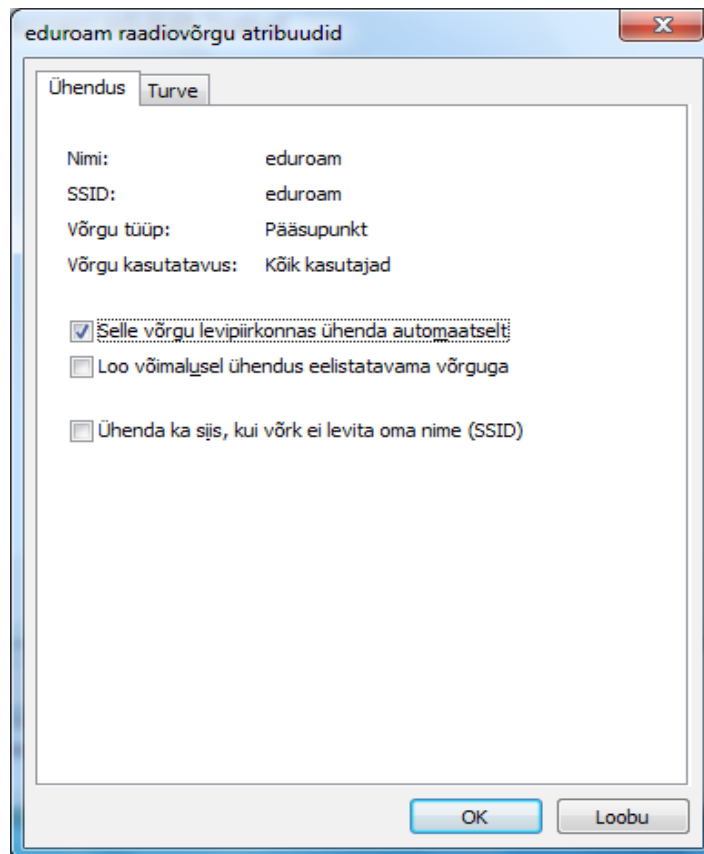 eduroam raadiovõrgu atribuudid
Ühendus Turve
Nimi: eduroam
SSID: eduroam
Võrgu tüüp: Pääsupunkt
Võrgu kasutatavus: Kõik kasutajad
Selle võrgu levipiirkonnas ühenda automaatselt
Loo võimalusel ühendus eelistatavama võrguga
Ühenda ka siis, kui võrk ei levita oma nime (SSID)
OK Loobu